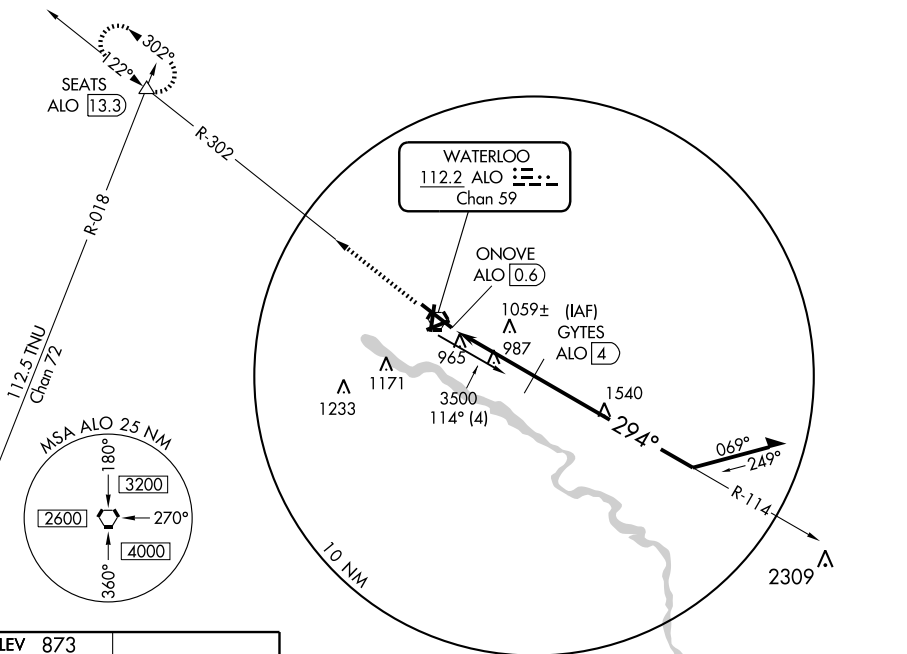 302°
122°
SEATS
ALO 13.3
R-302
R-018
112.5 TNU
Chan 72
WATERLOO
112.2 ALO
Chan 59
ONOVE
ALO 0.6
1059± (IAF)
GYTES
ALO 4
965
987
1171
1233
3500
114° (4)
1540
294°
069°
249°
R-114
2309
10 NM
MSA ALO 25 NM
180°
3200
2600
270°
4000
360°
LEV 873